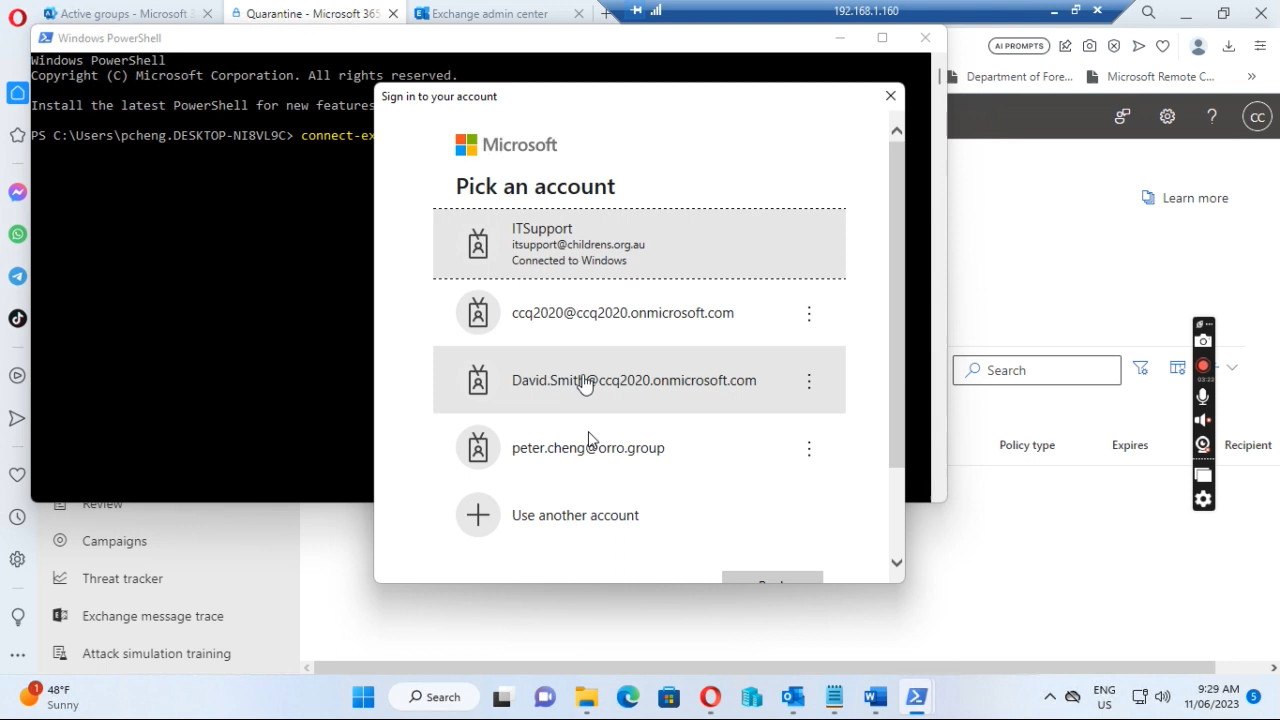 Active groups - Microsoft 3
Quarantine - Microsoft 365
Exchange admin center
192.168.1.160
Windows PowerShell
AI PROMPTS
Windows PowerShell
Copyright (C) Microsoft Corporation. All rights reserved.
Department of Fore...
Microsoft Remote C...
Install the latest PowerShell for new features
PS C:\Users\pcheng.DESKTOP-NI8VL9C> connect-ex
Sign in to your account
CC
Microsoft
Pick an account
Learn more
ITSupport
itsupport@childrens.org.au
Connected to Windows
ccq2020@ccq2020.onmicrosoft.com
David.Smith@ccq2020.onmicrosoft.com
Search
03:22
peter.cheng@orro.group
Policy type
Expires
Recipient
Use another account
Review
Campaigns
Threat tracker
Exchange message trace
Attack simulation training
1
48°F
Sunny
Search
ENG
US
9:29 AM
11/06/2023
5